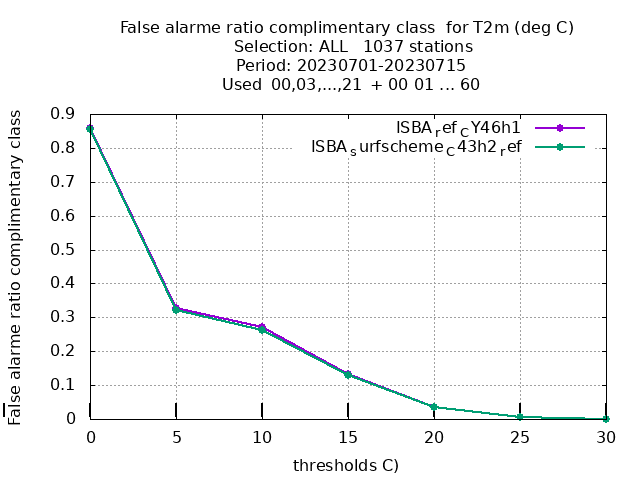 False alarme ratio complimentary class  for T2m (deg C)
Selection: ALL   1037 stations
Period: 20230701-20230715
Used  00,03,...,21  + 00 01 ... 60
False alarme ratio complimentary class
0.9
0.8
0.7
0.6
0.5
0.4
0.3
0.2
0.1
0
ISBA_ref_CY46h1
ISBA_surfscheme_C43h2_ref
0 5 10 15 20 25 30
thresholds C)